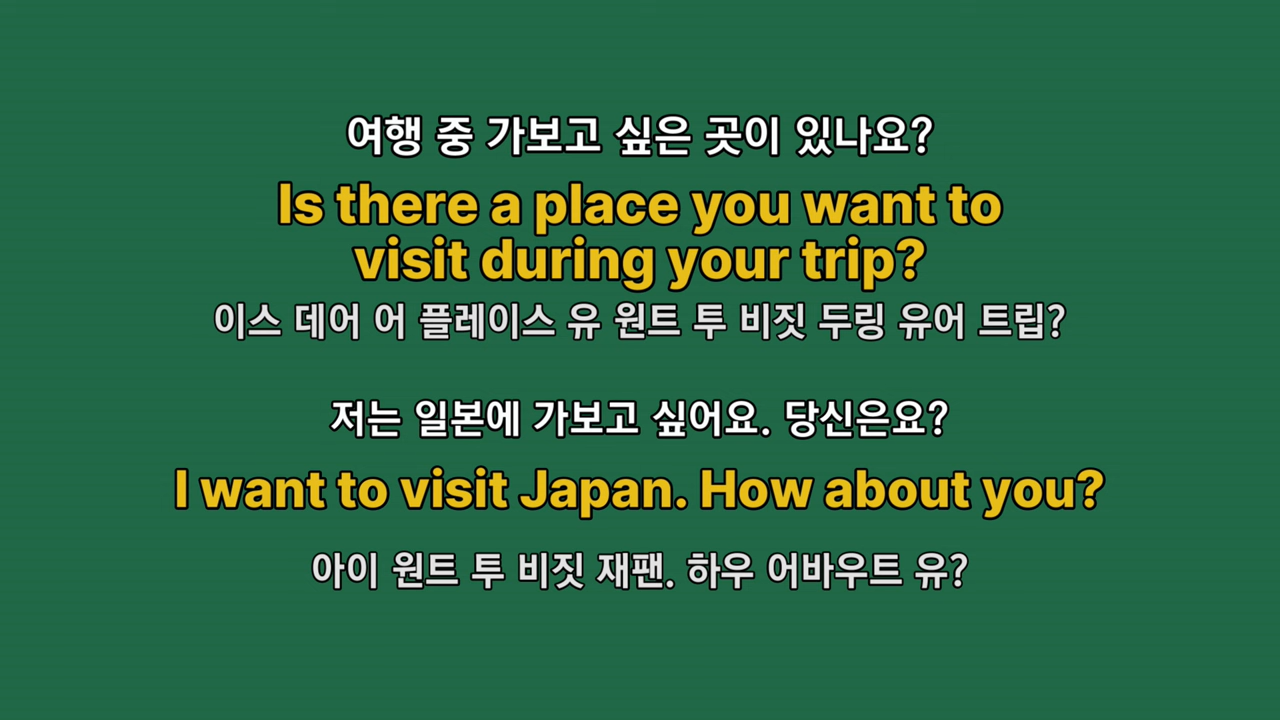 여행 중 가보고 싶은 곳이 있나요?
Is there a place you want to
visit during your trip?
이스 데어 어 플레이스 유 원트 투 비짓 두링 유어 트립?
저는 일본에 가보고 싶어요. 당신은요?
I want to visit Japan. How about you?
아이 원트 투 비짓 재팬. 하우 어바우트 유?